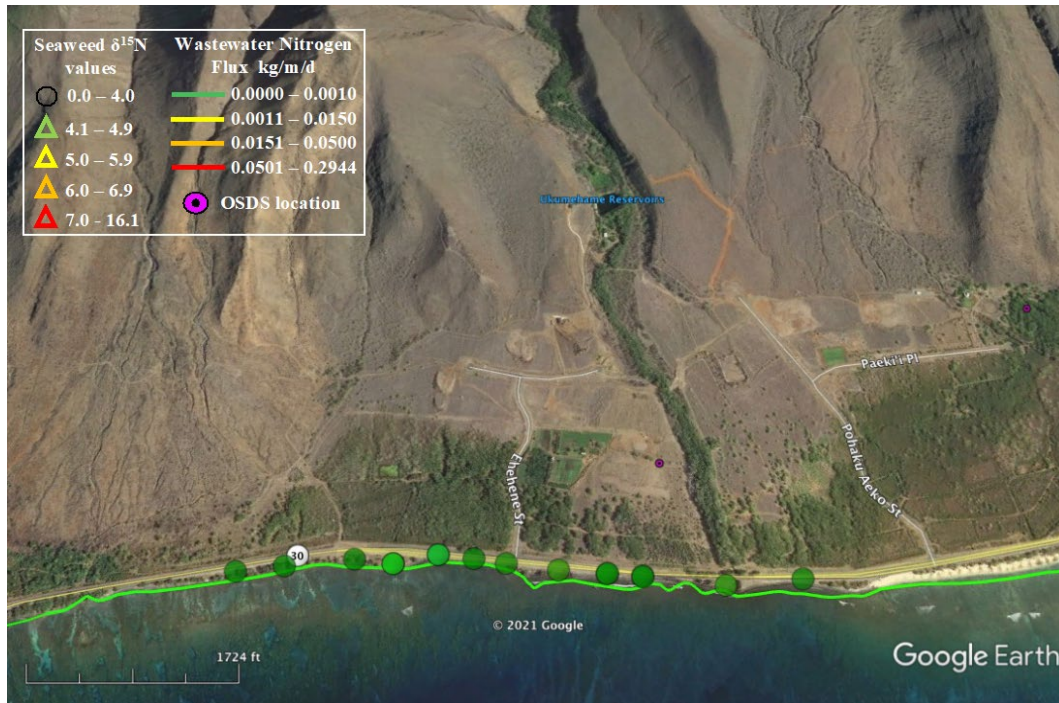 Seaweed δ¹⁵N
values
0.0 – 4.0
4.1 – 4.9
5.0 – 5.9
6.0 – 6.9
7.0 - 16.1
Wastewater Nitrogen
Flux kg/m/d
0.0000 – 0.0010
0.0011 – 0.0150
0.0151 – 0.0500
0.0501 – 0.2944
OSDS location
Ukumehame Reservoirs
Paeki'i Pl
Pohaku Aeko St
Ehehene St
30
© 2021 Google
1724 ft
Google Earth